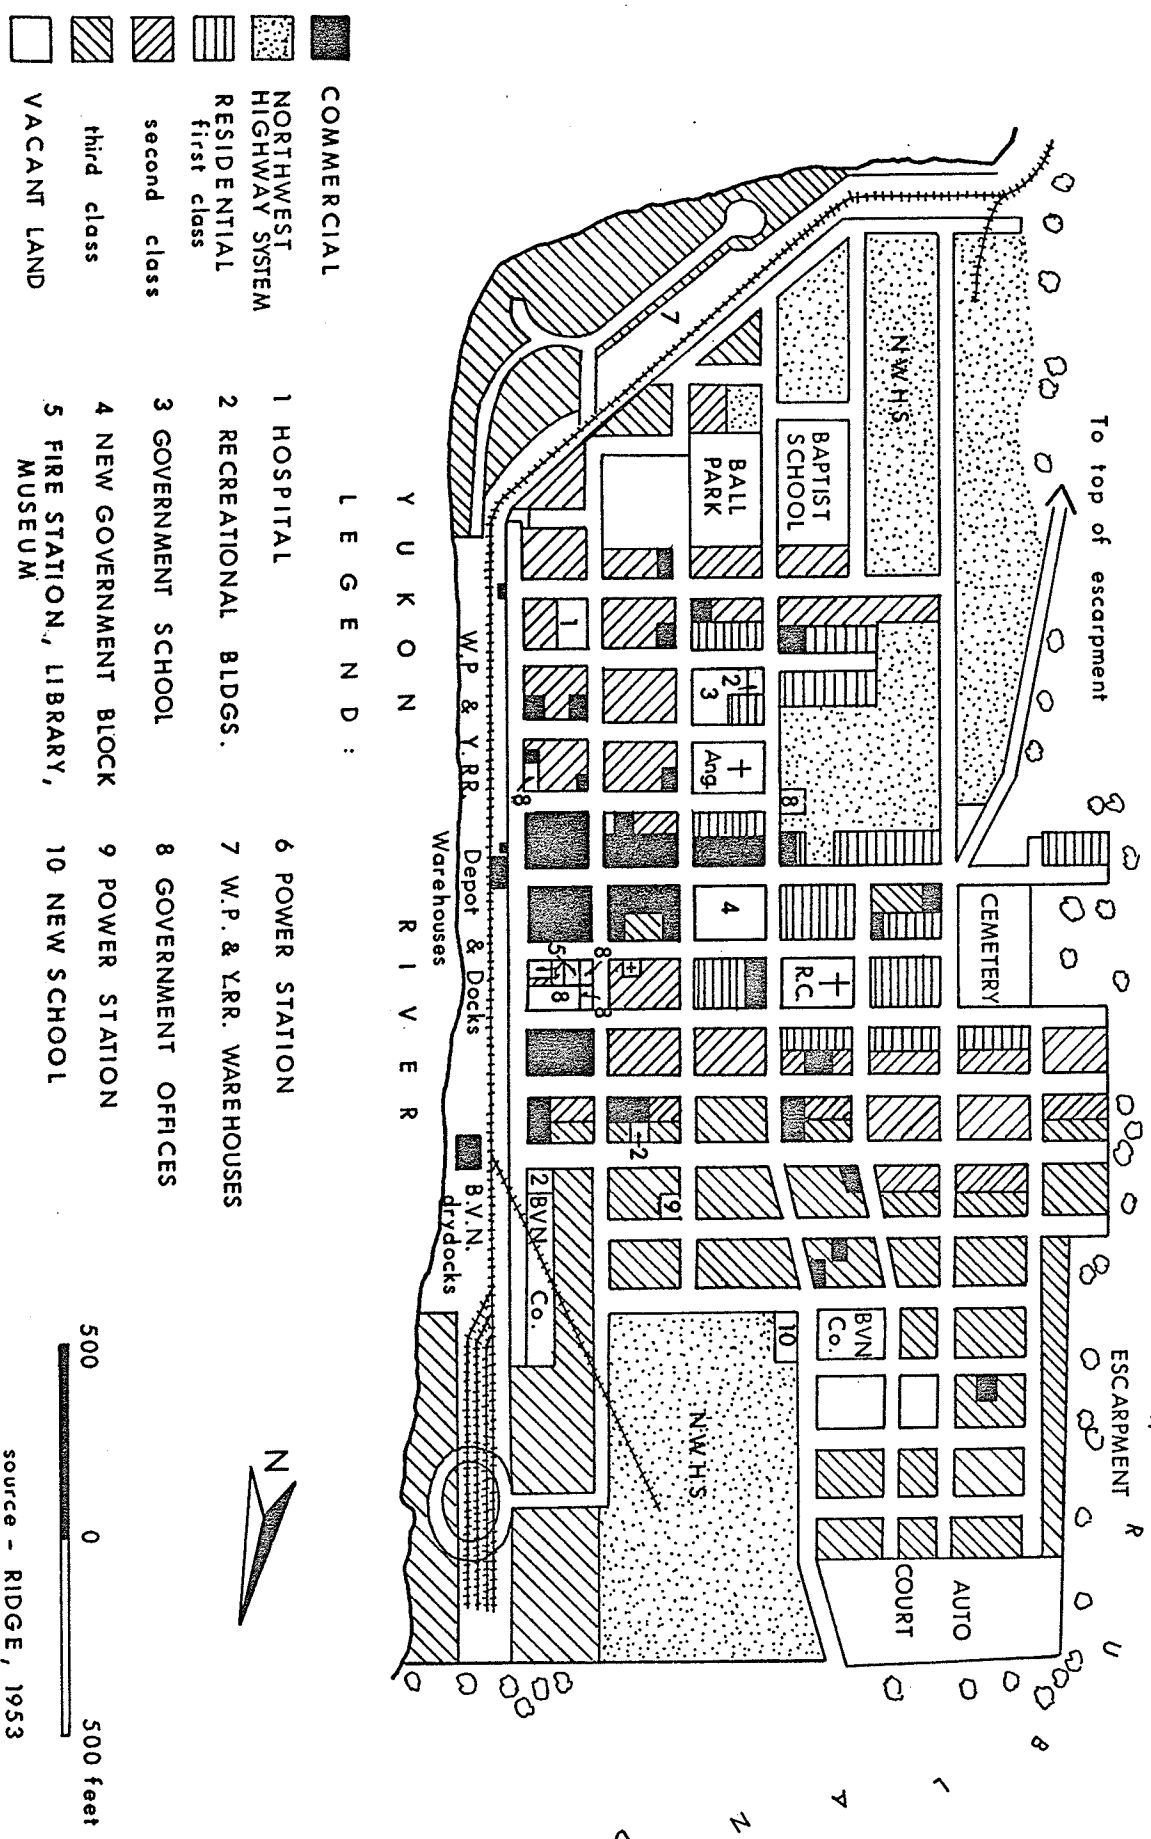 To top of escarpment
ESCARPMENT
R
U
B
L
A
N
N.W.H.S
BAPTIST
SCHOOL
BALL
PARK
CEMETERY
AUTO
COURT
7
1
2
3
Ang.
8
8
4
R.C.
5
8
8
8
2
9
10
BVN
Co.
N.W.H.S
2 BVN Co.
W.P. & Y.RR. Depot & Docks
Warehouses
B.V.N.
drydocks
YUKON RIVER
LEGEND:
COMMERCIAL
NORTHWEST
HIGHWAY SYSTEM
RESIDENTIAL
first class
second class
third class
VACANT LAND
1 HOSPITAL
2 RECREATIONAL BLDGS.
3 GOVERNMENT SCHOOL
4 NEW GOVERNMENT BLOCK
5 FIRE STATION, LIBRARY,
MUSEUM
6 POWER STATION
7 W.P. & Y.RR. WAREHOUSES
8 GOVERNMENT OFFICES
9 POWER STATION
10 NEW SCHOOL
N
500 0 500 feet
source - RIDGE, 1953